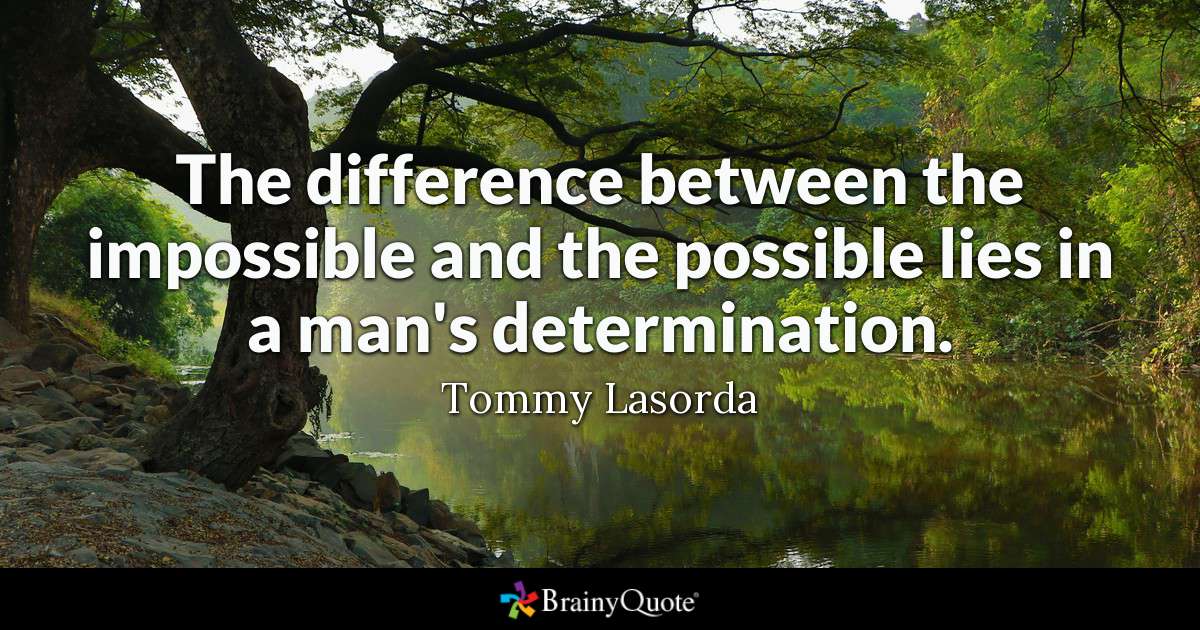 The difference between the
impossible and the possible lies in
a man's determination.
Tommy Lasorda
BrainyQuote®